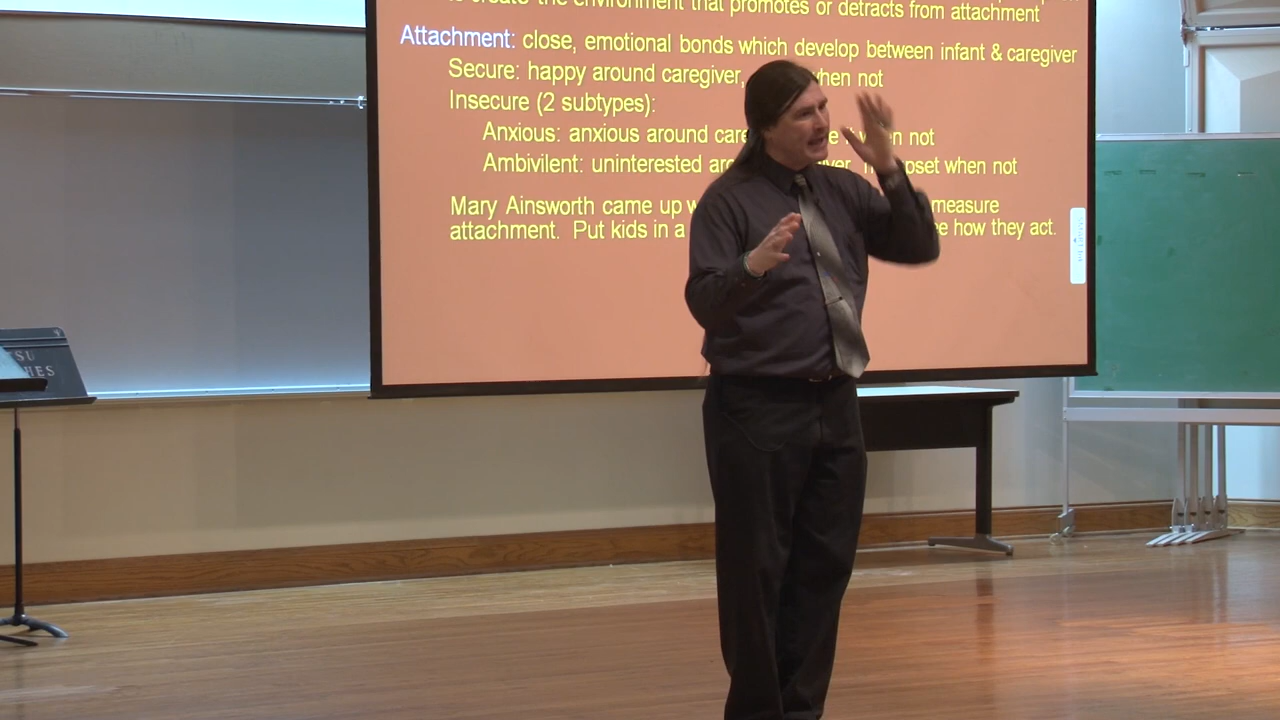 to create the environment that promotes or detracts from attachment
Attachment: close, emotional bonds which develop between infant & caregiver
Secure: happy around caregiver, when not
Insecure (2 subtypes):
Anxious: anxious around when not
Ambivilent: uninterested upset when not
Mary Ainsworth came up measure
attachment. Put kids in a how they act.